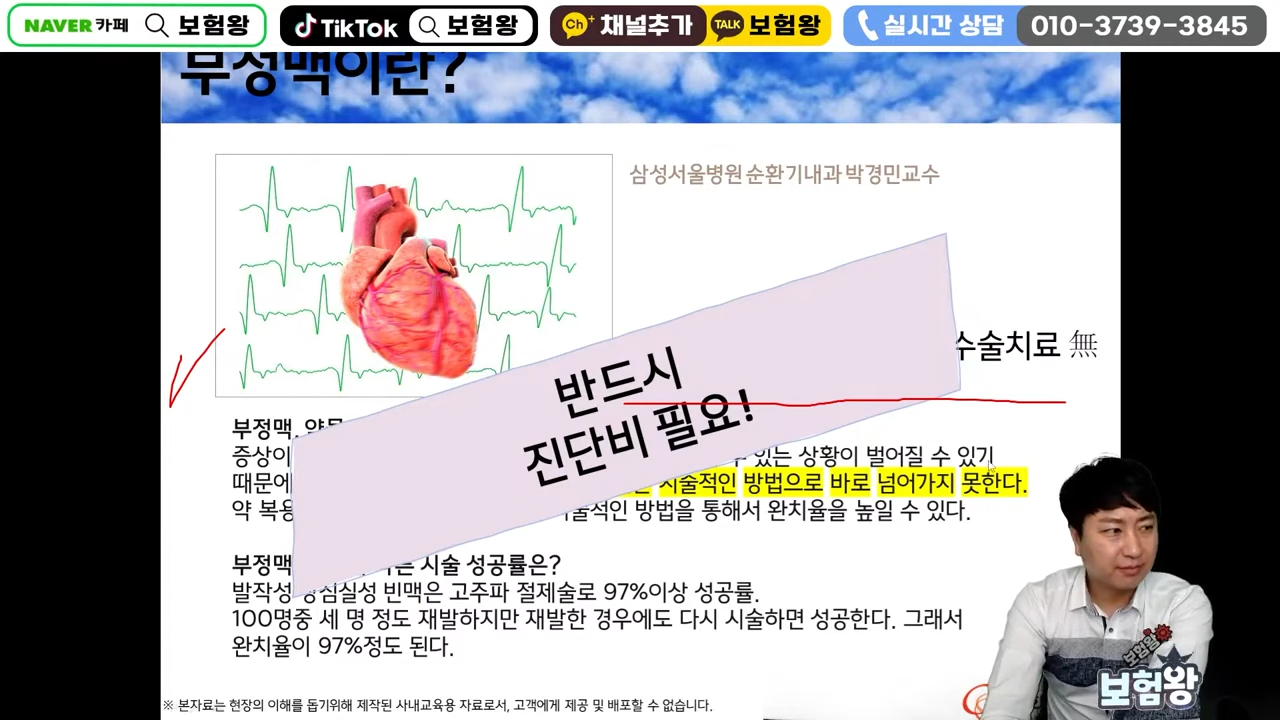 NAVER 카페 보험왕
TikTok 보험왕
Ch+ 채널추가 TALK 보험왕
실시간 상담 010-3739-3845
부정맥이란?
삼성서울병원 순환기내과 박경민교수
수술치료 無
반드시
진단비 필요!
부정맥, 약물
증상이 수 있는 상황이 벌어질 수 있기
때문에 시술적인 방법으로 바로 넘어가지 못한다.
약 복용 방법을 통해서 완치율을 높일 수 있다.
부정맥 시술 성공률은?
발작성 빈맥은 고주파 절제술로 97%이상 성공률.
100명중 세 명 정도 재발하지만 재발한 경우에도 다시 시술하면 성공한다. 그래서
완치율이 97%정도 된다.
보험왕
보험왕
※ 본자료는 현장의 이해를 돕기위해 제작된 사내교육용 자료로서, 고객에게 제공 및 배포할 수 없습니다.